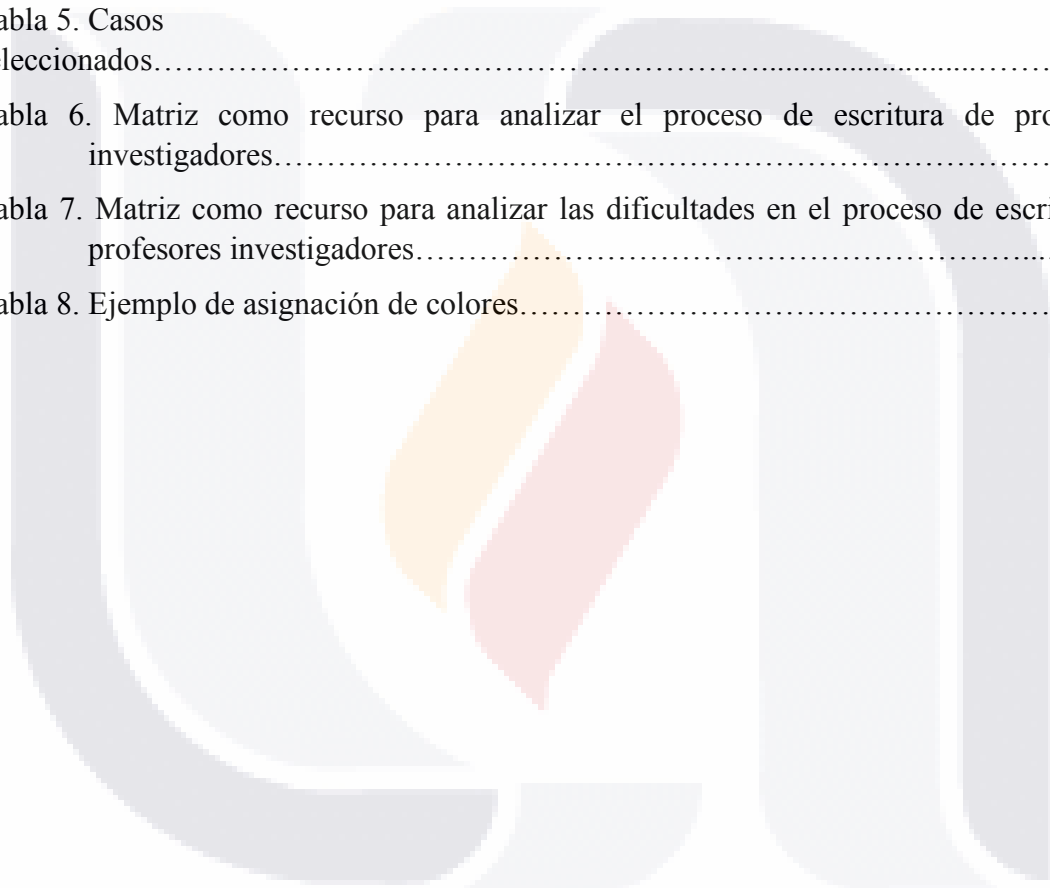 abla 5. Casos
eleccionados…………………………………………………………........................…………
abla 6. Matriz como recurso para analizar el proceso de escritura de pro
investigadores……………………………………………………………………………
abla 7. Matriz como recurso para analizar las dificultades en el proceso de escri
profesores investigadores……………………………………………………………...
abla 8. Ejemplo de asignación de colores……………………………………………………